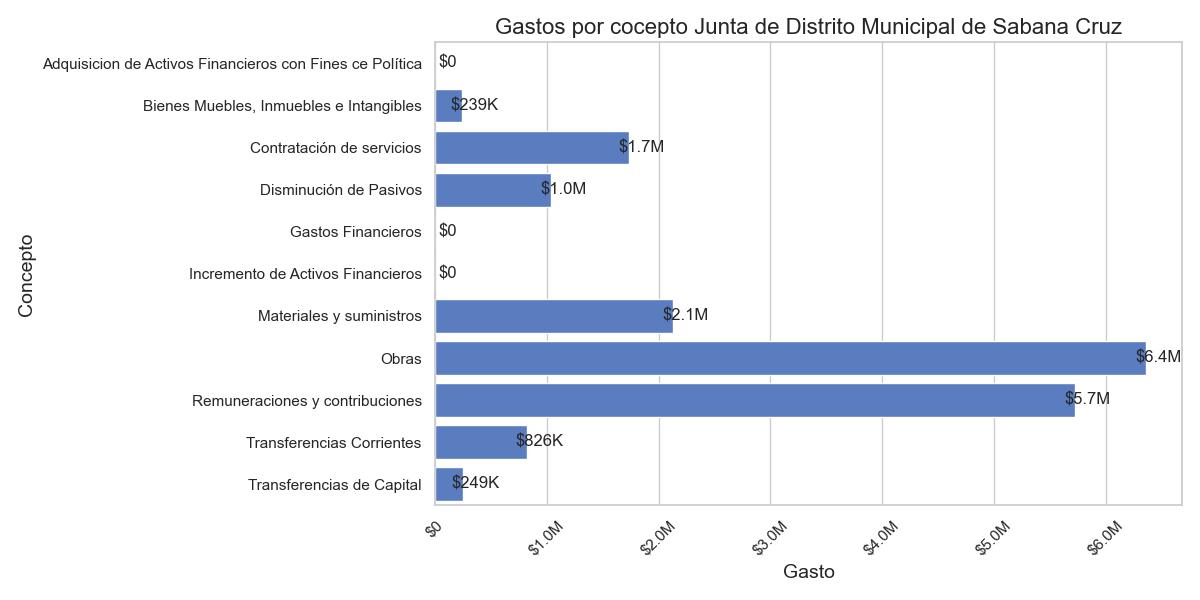 Gastos por cocepto Junta de Distrito Municipal de Sabana Cruz
Concepto
Adquisicion de Activos Financieros con Fines ce Política $0
Bienes Muebles, Inmuebles e Intangibles $239K
Contratación de servicios $1.7M
Disminución de Pasivos $1.0M
Gastos Financieros $0
Incremento de Activos Financieros $0
Materiales y suministros $2.1M
Obras $6.4M
Remuneraciones y contribuciones $5.7M
Transferencias Corrientes $826K
Transferencias de Capital $249K
$0 $1.0M $2.0M $3.0M $4.0M $5.0M $6.0M
Gasto